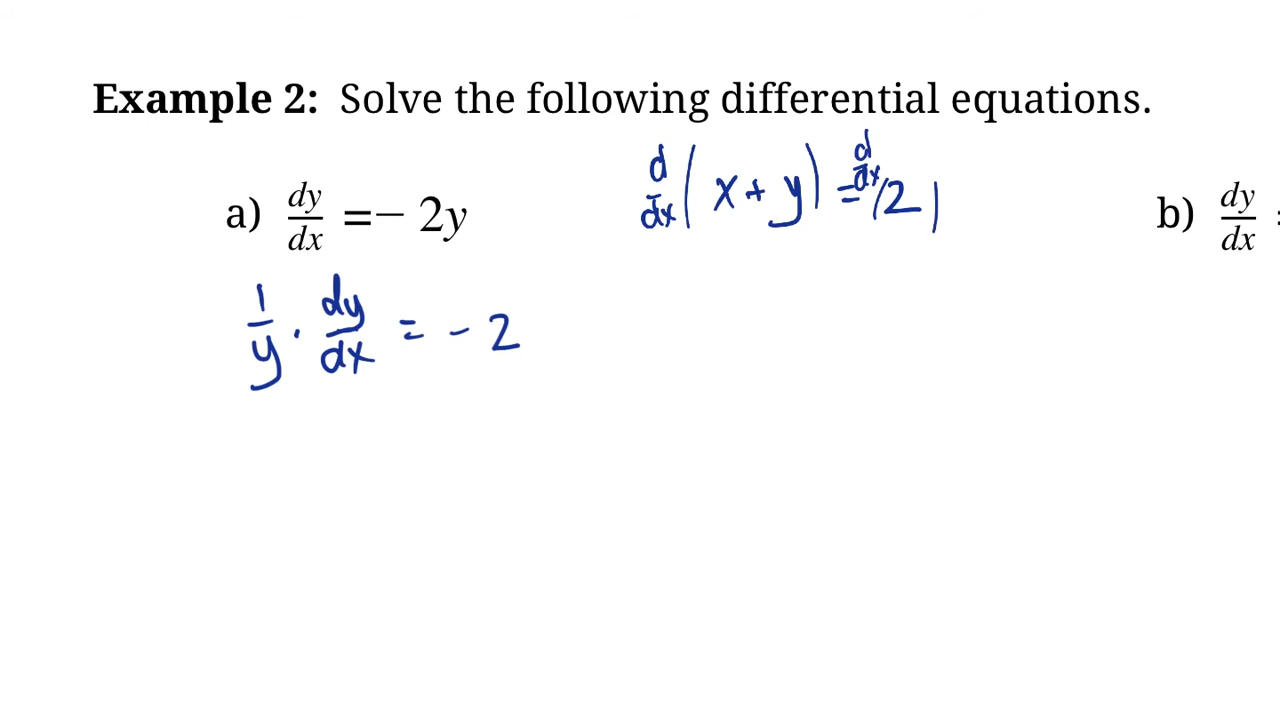 Example 2: Solve the following differential equations.
d/dx ( x + y ) = d/dx ( 2 )
a) dy/dx = − 2y
b) dy/dx =
1/y · dy/dx = - 2